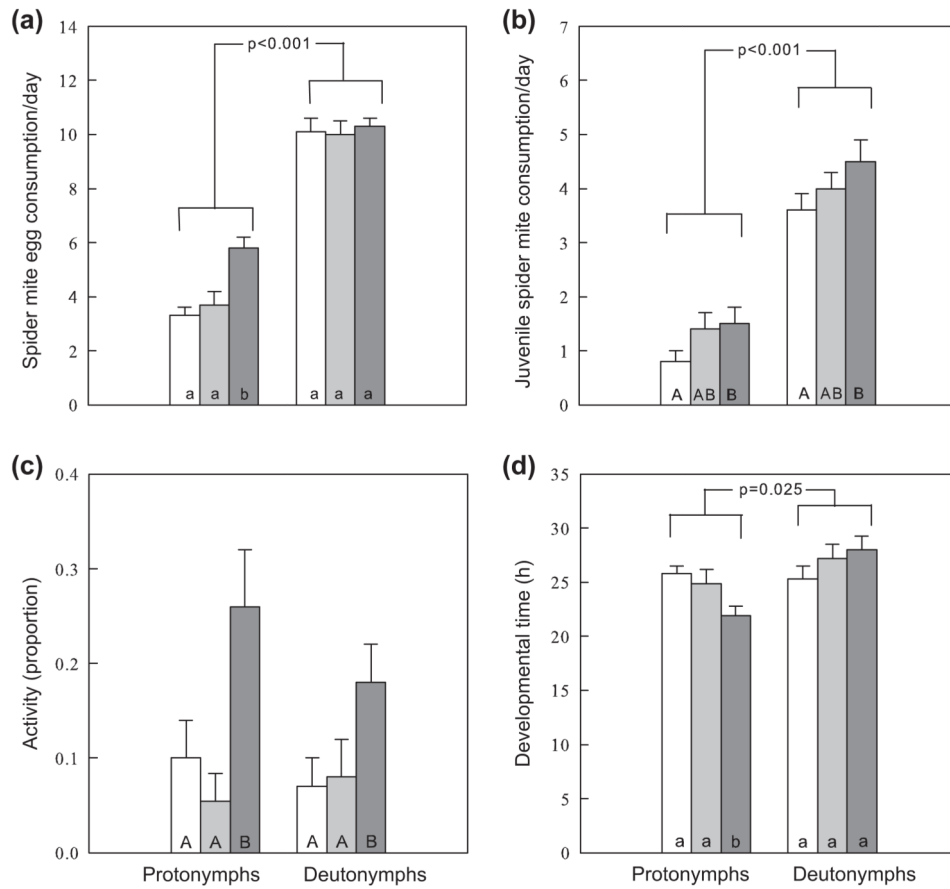 (a)
Spider mite egg consumption/day
14
12
10
8
6
4
2
0
p<0.001
a a b a a a
(b)
Juvenile spider mite consumption/day
7
6
5
4
3
2
1
0
p<0.001
A AB B A AB B
(c)
Activity (proportion)
0.4
0.3
0.2
0.1
0.0
A A B A A B
Protonymphs Deutonymphs
(d)
Developmental time (h)
35
30
25
20
15
10
5
0
p=0.025
a a b a a a
Protonymphs Deutonymphs